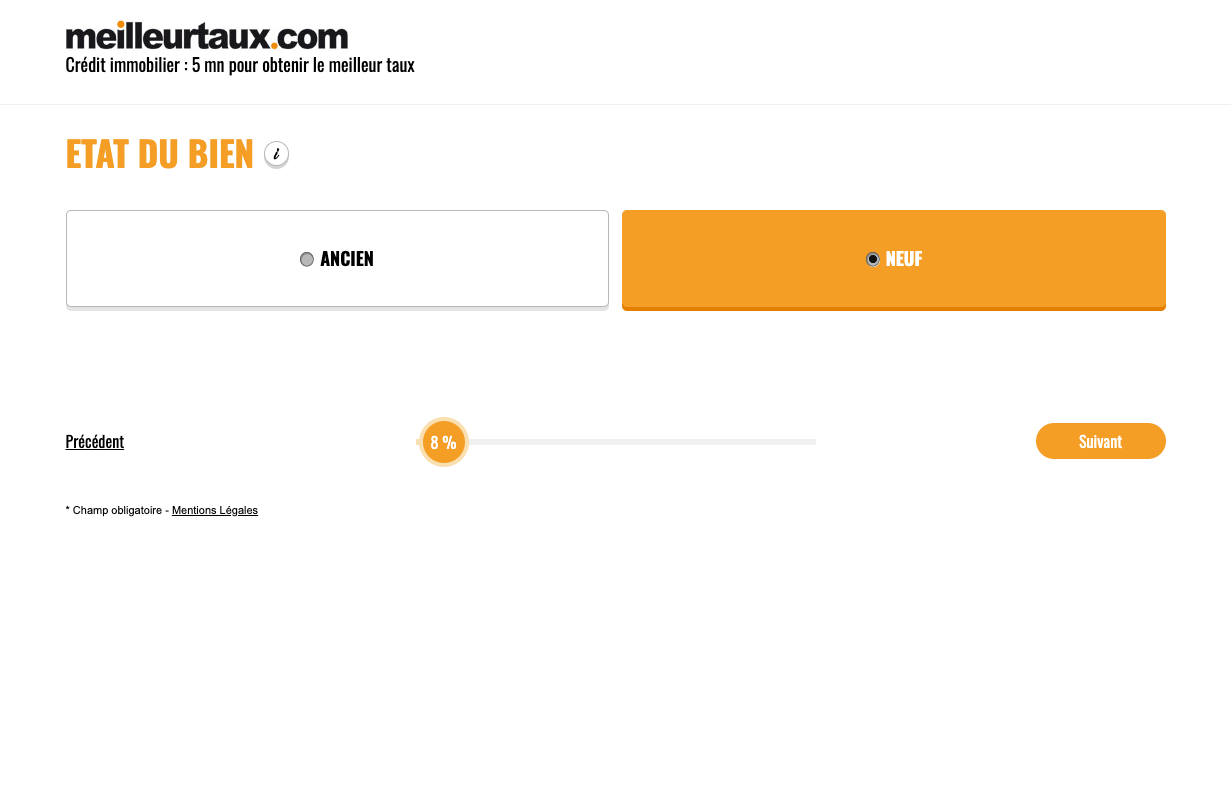 meilleurtaux.com
Crédit immobilier : 5 mn pour obtenir le meilleur taux
ETAT DU BIEN i
ANCIEN
NEUF
Précédent
8 %
Suivant
* Champ obligatoire - Mentions Légales